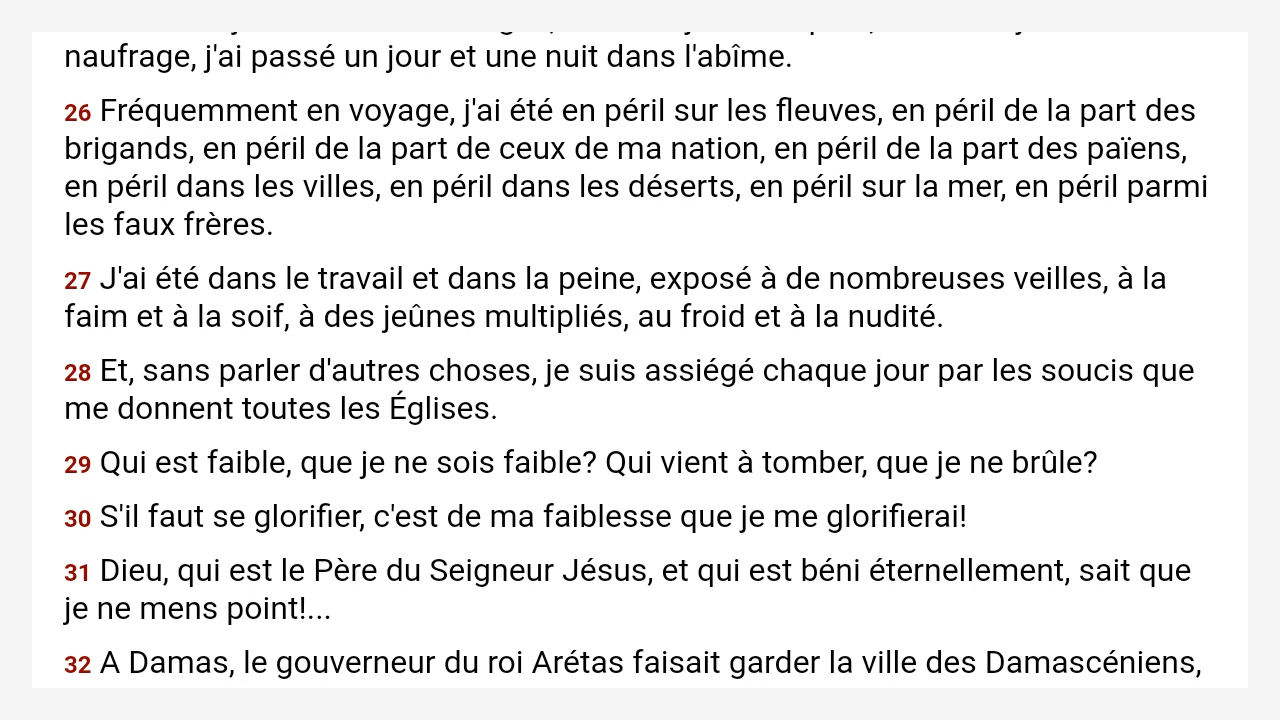 naufrage, j'ai passé un jour et une nuit dans l'abîme.
26 Fréquemment en voyage, j'ai été en péril sur les fleuves, en péril de la part des
brigands, en péril de la part de ceux de ma nation, en péril de la part des païens,
en péril dans les villes, en péril dans les déserts, en péril sur la mer, en péril parmi
les faux frères.
27 J'ai été dans le travail et dans la peine, exposé à de nombreuses veilles, à la
faim et à la soif, à des jeûnes multipliés, au froid et à la nudité.
28 Et, sans parler d'autres choses, je suis assiégé chaque jour par les soucis que
me donnent toutes les Églises.
29 Qui est faible, que je ne sois faible? Qui vient à tomber, que je ne brûle?
30 S'il faut se glorifier, c'est de ma faiblesse que je me glorifierai!
31 Dieu, qui est le Père du Seigneur Jésus, et qui est béni éternellement, sait que
je ne mens point!...
32 A Damas, le gouverneur du roi Arétas faisait garder la ville des Damascéniens,